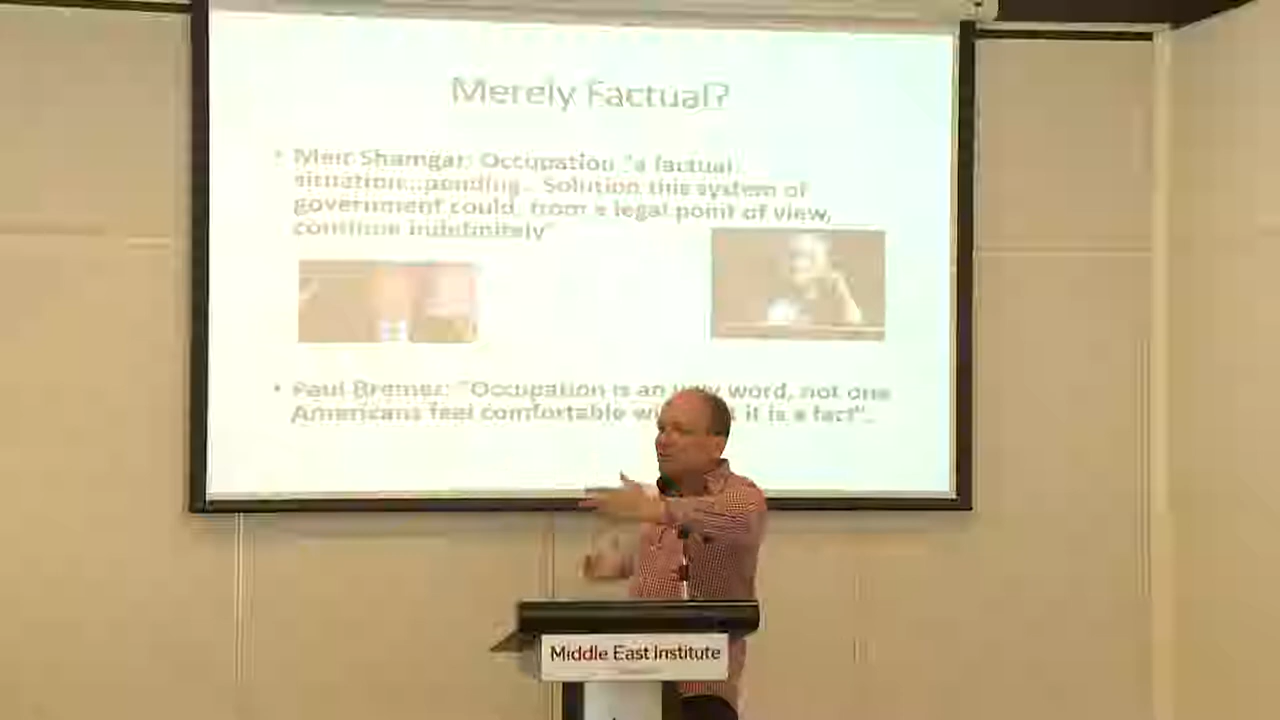 Merely Factual?
• Meir Shamgar: Occupation "a factual
situation...pending... Solution this system of
government could, from a legal point of view,
continue indefinitely"
• Paul Bremer: "Occupation is an ugly word, not one
Americans feel comfortable it is a fact".
Middle East Institute